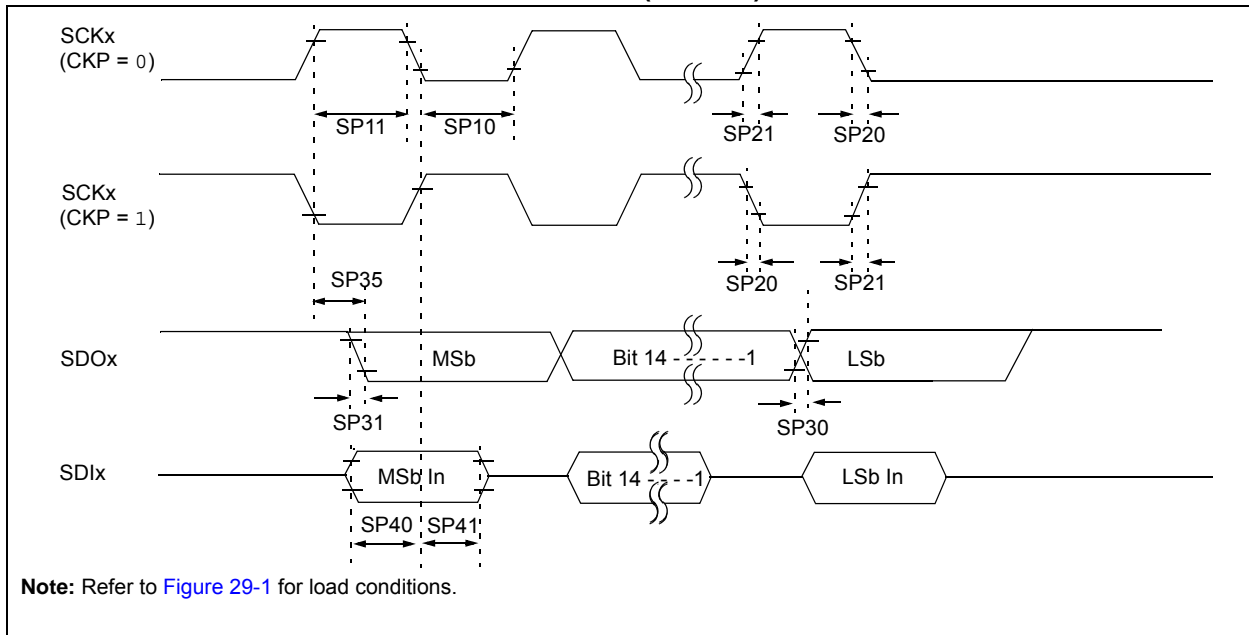 SCKx
(CKP = 0)
SP11
SP10
SP21
SP20
SCKx
(CKP = 1)
SP35
SP20
SP21
SDOx
MSb
Bit 14 - - - - - -1
LSb
SP31
SP30
SDIx
MSb In
Bit 14 - - - -1
LSb In
SP40
SP41
Note: Refer to Figure 29-1 for load conditions.